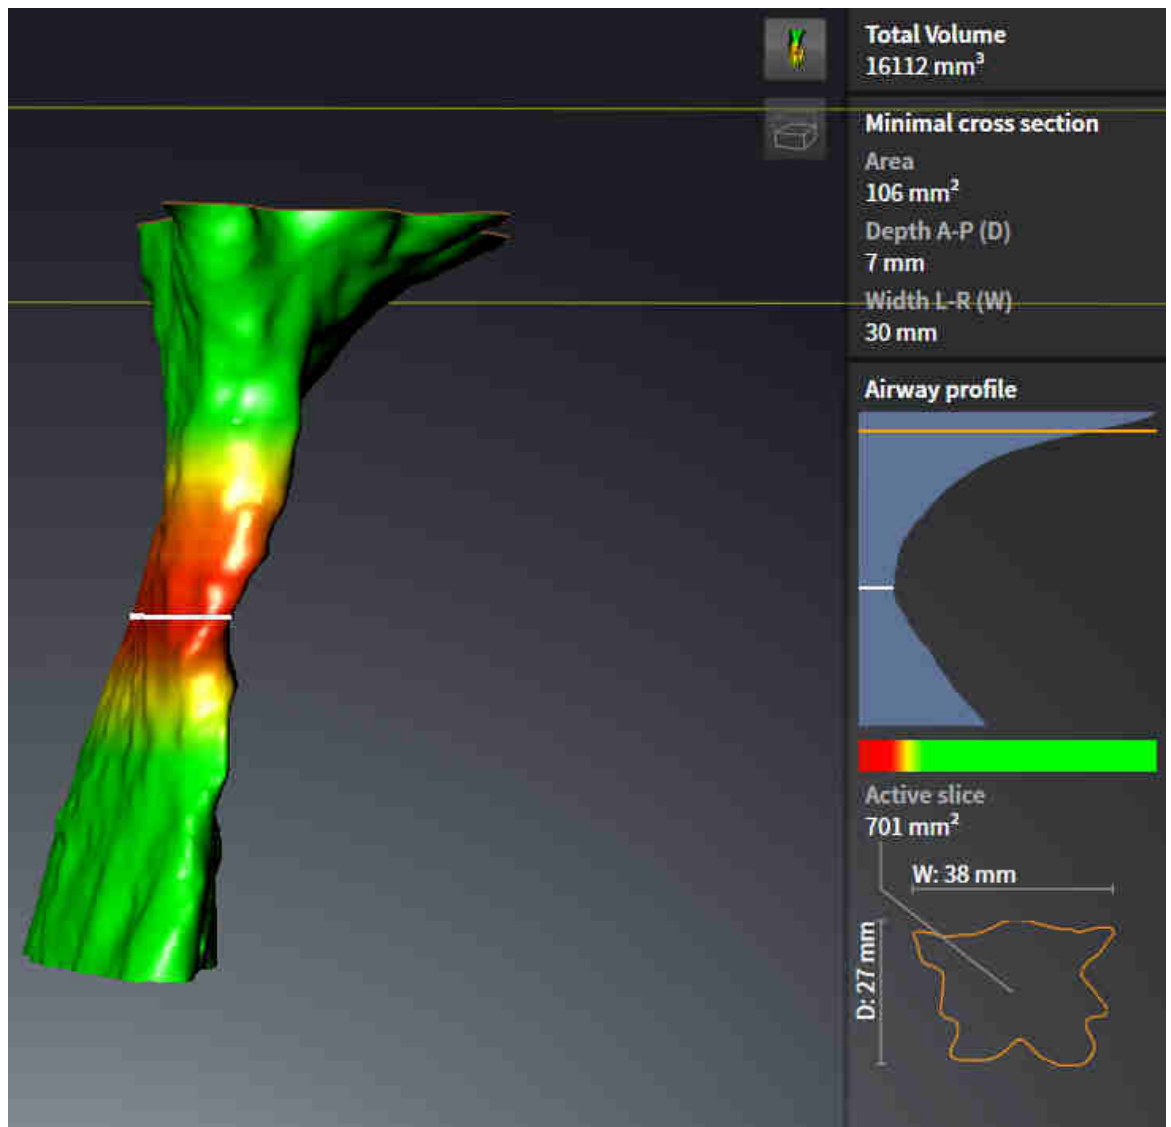 Total Volume
16112 mm³
Minimal cross section
Area
106 mm²
Depth A-P (D)
7 mm
Width L-R (W)
30 mm
Airway profile
Active slice
701 mm²
W: 38 mm
D: 27 mm